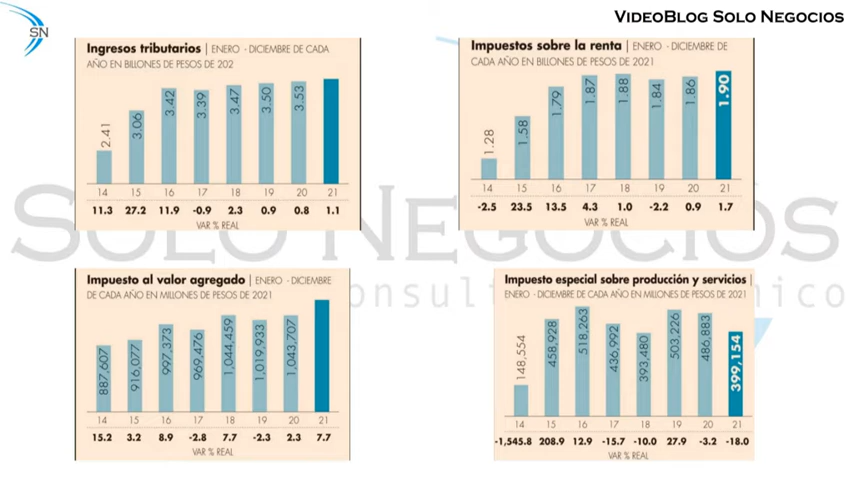 SN
VIDEOBLOG SOLO NEGOCIOS
Ingresos tributarios | ENERO - DICIEMBRE DE CADA
AÑO EN BILLONES DE PESOS DE 202
2.41 3.06 3.42 3.39 3.47 3.50 3.53
14 15 16 17 18 19 20 21
11.3 27.2 11.9 -0.9 2.3 0.9 0.8 1.1
VAR % REAL
Impuestos sobre la renta | ENERO - DICIEMBRE DE
CADA AÑO EN BILLONES DE PESOS DE 2021
1.28 1.58 1.79 1.87 1.88 1.84 1.86 1.90
14 15 16 17 18 19 20 21
-2.5 23.5 13.5 4.3 1.0 -2.2 0.9 1.7
VAR % REAL
SOLO NEGOCIOS
Impuesto al valor agregado | ENERO - DICIEMBRE
DE CADA AÑO EN MILLONES DE PESOS DE 2021
887,607 916,077 997,373 969,476 1,044,459 1,019,933 1,043,707
14 15 16 17 18 19 20 21
15.2 3.2 8.9 -2.8 7.7 -2.3 2.3 7.7
VAR % REAL
Impuesto especial sobre producción y servicios |
ENERO - DICIEMBRE DE CADA AÑO EN MILLONES DE PESOS DE 2021
148,554 458,928 518,263 436,992 393,480 503,226 486,883 399,154
14 15 16 17 18 19 20 21
-1,545.8 208.9 12.9 -15.7 -10.0 27.9 -3.2 -18.0
VAR % REAL